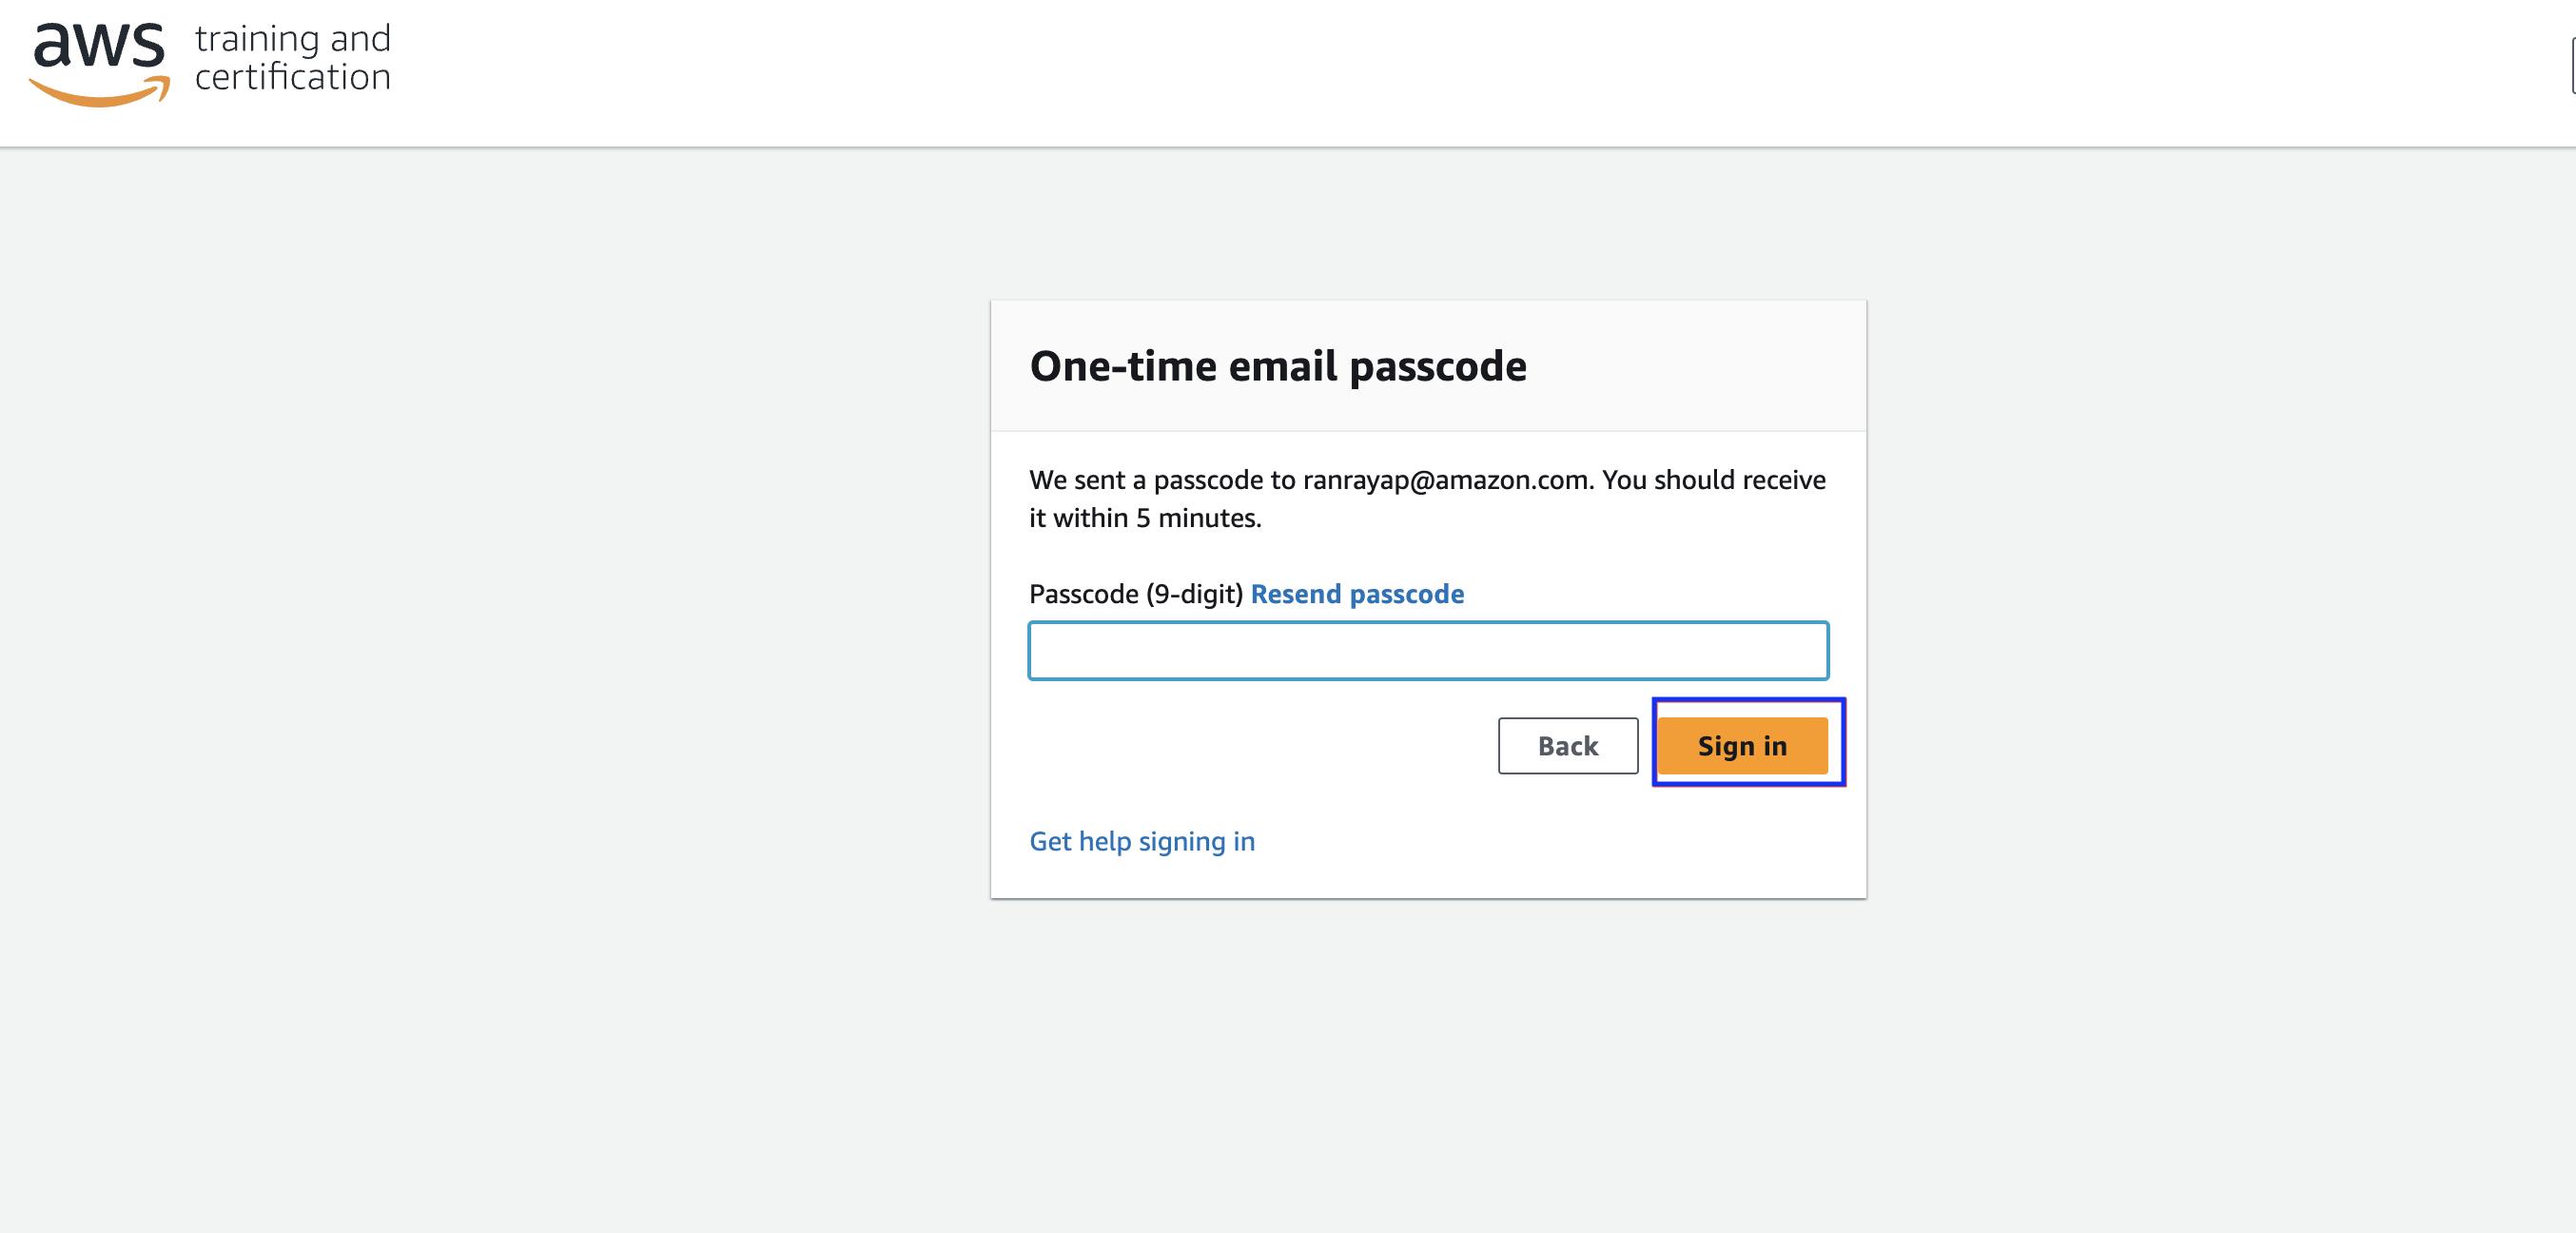 aws
training and
certification
One-time email passcode
We sent a passcode to ranrayap@amazon.com. You should receive
it within 5 minutes.
Passcode (9-digit) Resend passcode
Back
Sign in
Get help signing in